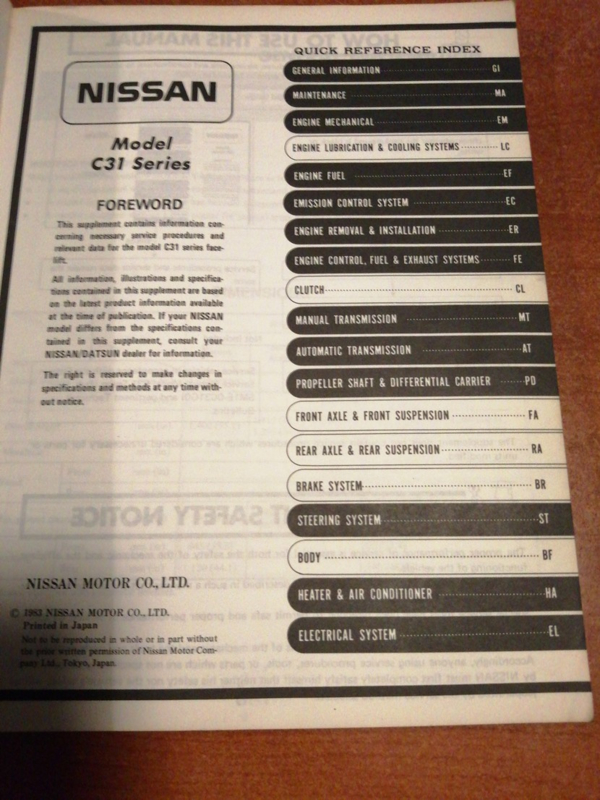 NISSAN
Model
C31 Series
FOREWORD
This supplement contains information con-
cerning necessary service procedures and
relevant data for the model C31 series face-
lift.
All information, illustrations and specifica-
tions contained in this supplement are based
on the latest product information available
at the time of publication. If your NISSAN
model differs from the specifications con-
tained in this supplement, consult your
NISSAN/DATSUN dealer for information.
The right is reserved to make changes in
specifications and methods at any time with-
out notice.
NISSAN MOTOR CO., LTD.
© 1983 NISSAN MOTOR CO., LTD.
Printed in Japan
Not to be reproduced in whole or in part without
the prior written permission of Nissan Motor Com-
pany Ltd., Tokyo, Japan.
QUICK REFERENCE INDEX
GENERAL INFORMATION GI
MAINTENANCE MA
ENGINE MECHANICAL EM
ENGINE LUBRICATION & COOLING SYSTEMS LC
ENGINE FUEL EF
EMISSION CONTROL SYSTEM EC
ENGINE REMOVAL & INSTALLATION ER
ENGINE CONTROL, FUEL & EXHAUST SYSTEMS FE
CLUTCH CL
MANUAL TRANSMISSION MT
AUTOMATIC TRANSMISSION AT
PROPELLER SHAFT & DIFFERENTIAL CARRIER PD
FRONT AXLE & FRONT SUSPENSION FA
REAR AXLE & REAR SUSPENSION RA
BRAKE SYSTEM BR
STEERING SYSTEM ST
BODY BF
HEATER & AIR CONDITIONER HA
ELECTRICAL SYSTEM EL